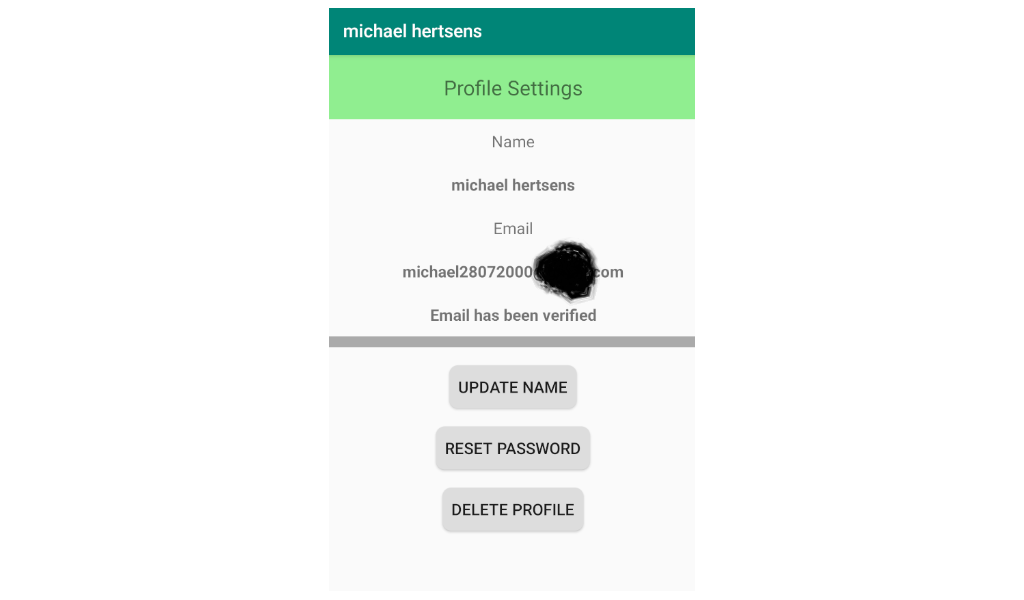 michael hertsens
Profile Settings
Name
michael hertsens
Email
michael28072000 com
Email has been verified
UPDATE NAME
RESET PASSWORD
DELETE PROFILE